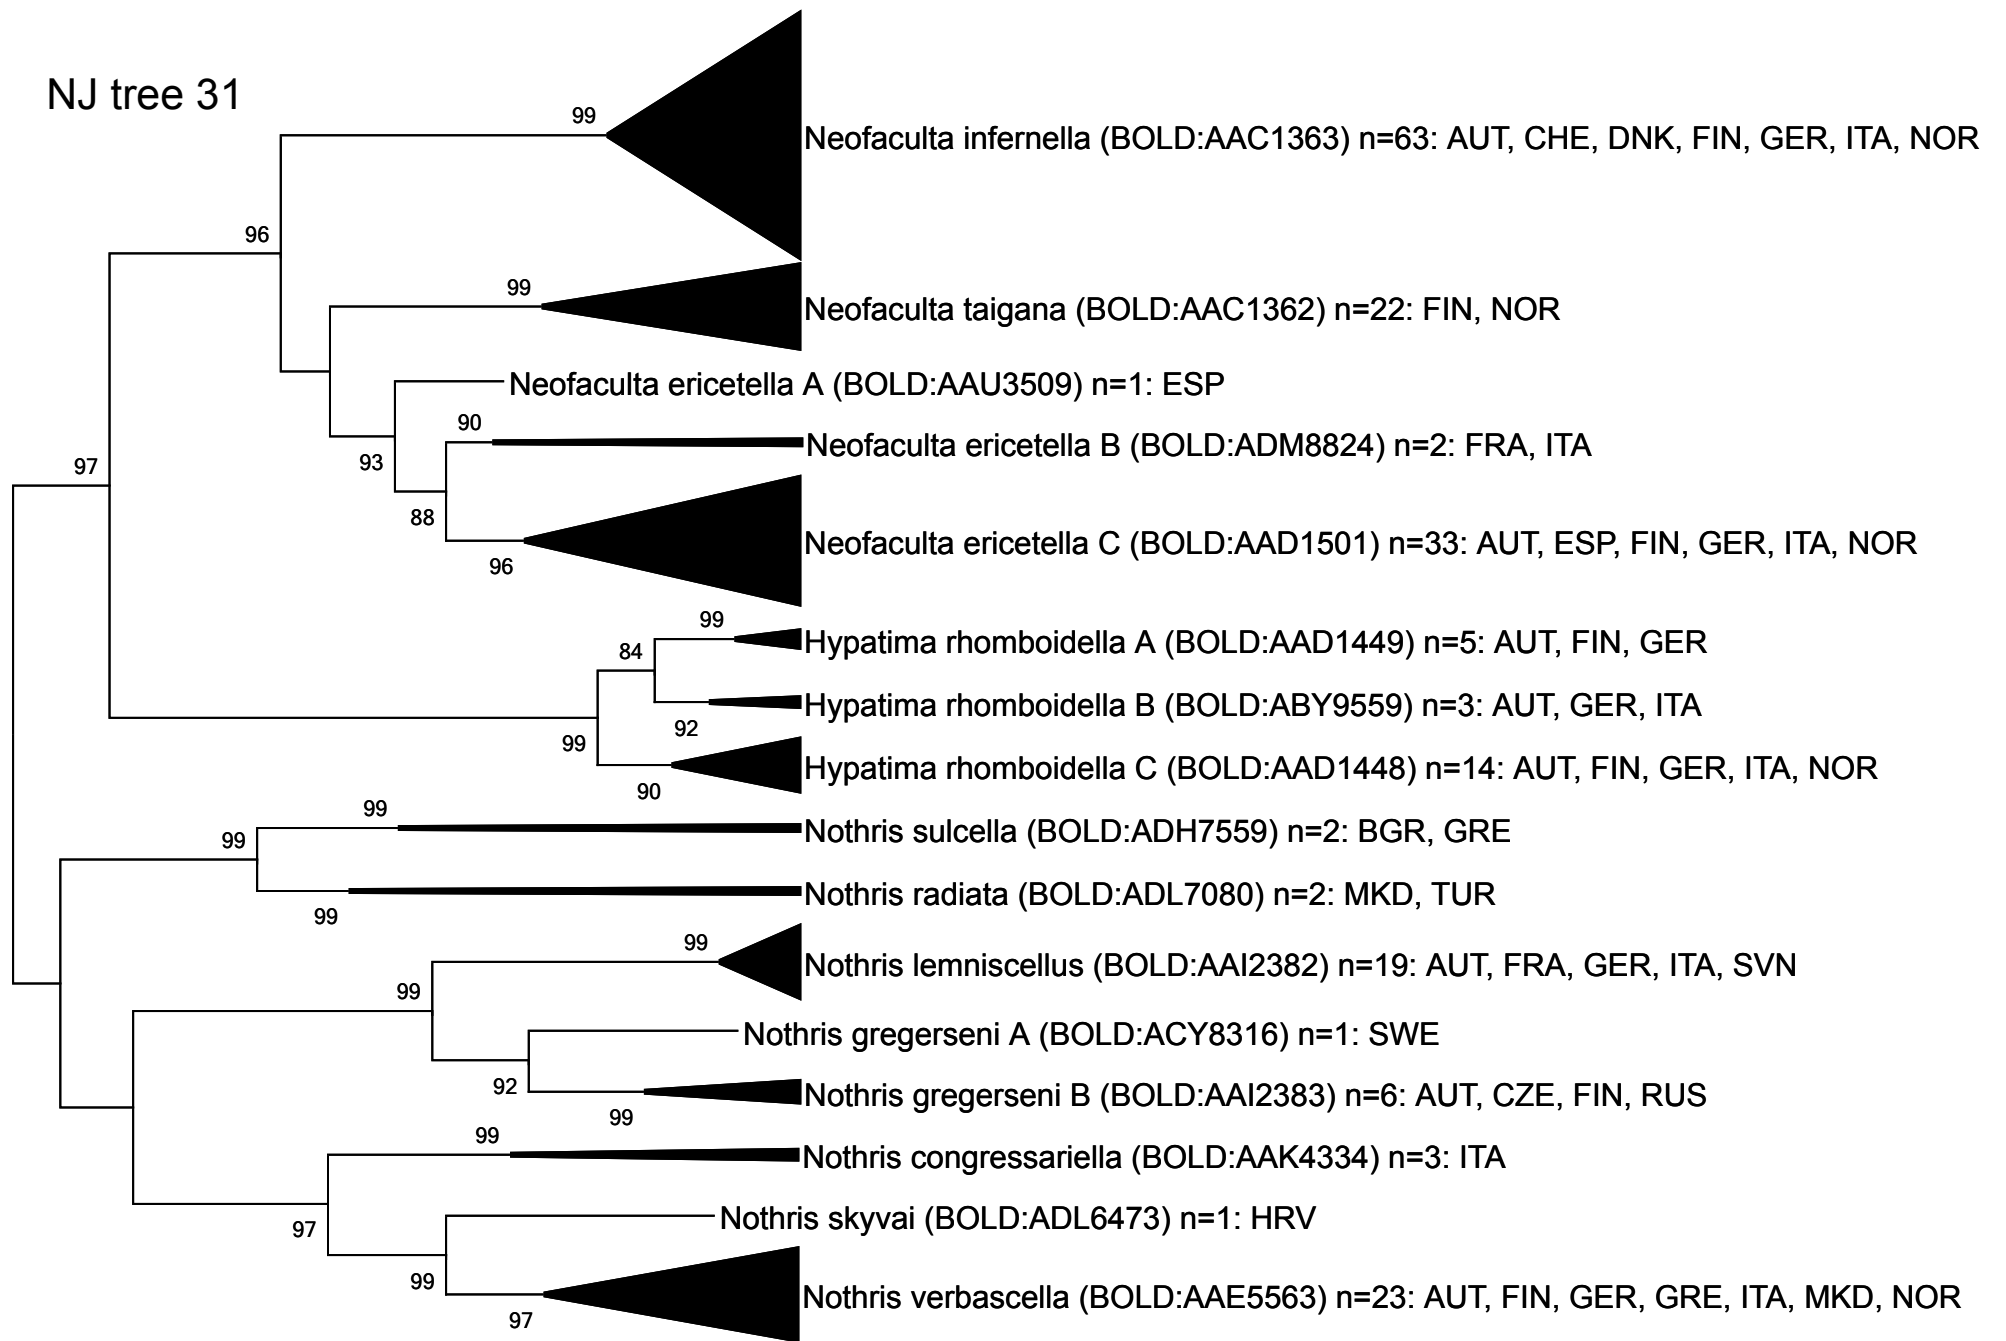 NJ tree 31
99
Neofaculta infernella (BOLD:AAC1363) n=63: AUT, CHE, DNK, FIN, GER, ITA, NOR
96
99
Neofaculta taigana (BOLD:AAC1362) n=22: FIN, NOR
Neofaculta ericetella A (BOLD:AAU3509) n=1: ESP
90
Neofaculta ericetella B (BOLD:ADM8824) n=2: FRA, ITA
93
97
88
Neofaculta ericetella C (BOLD:AAD1501) n=33: AUT, ESP, FIN, GER, ITA, NOR
96
99
Hypatima rhomboidella A (BOLD:AAD1449) n=5: AUT, FIN, GER
84
Hypatima rhomboidella B (BOLD:ABY9559) n=3: AUT, GER, ITA
92
99
Hypatima rhomboidella C (BOLD:AAD1448) n=14: AUT, FIN, GER, ITA, NOR
90
99
Nothris sulcella (BOLD:ADH7559) n=2: BGR, GRE
99
Nothris radiata (BOLD:ADL7080) n=2: MKD, TUR
99
99
Nothris lemniscellus (BOLD:AAI2382) n=19: AUT, FRA, GER, ITA, SVN
99
Nothris gregerseni A (BOLD:ACY8316) n=1: SWE
92
Nothris gregerseni B (BOLD:AAI2383) n=6: AUT, CZE, FIN, RUS
99
99
Nothris congressariella (BOLD:AAK4334) n=3: ITA
97
Nothris skyvai (BOLD:ADL6473) n=1: HRV
99
Nothris verbascella (BOLD:AAE5563) n=23: AUT, FIN, GER, GRE, ITA, MKD, NOR
97